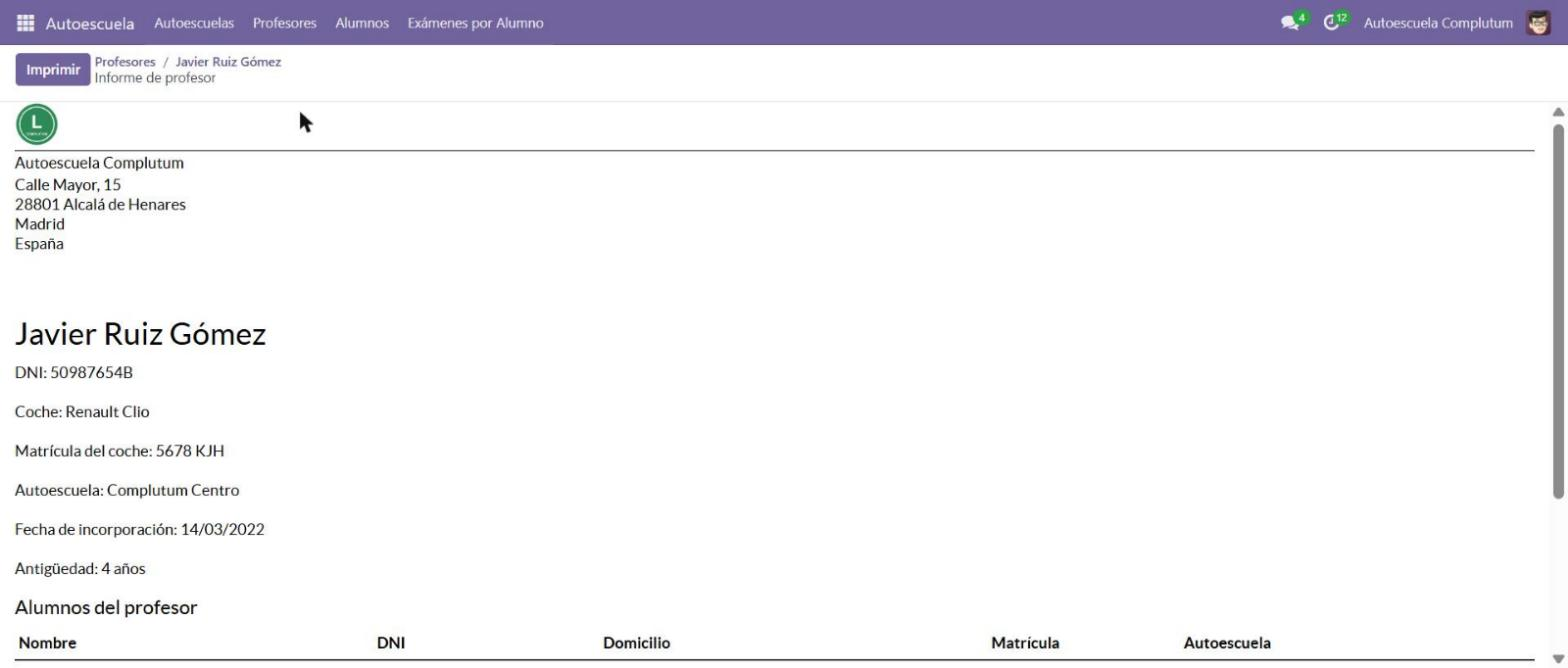 Autoescuela Autoescuelas Profesores Alumnos Exámenes por Alumno 4 12 Autoescuela Complutum
Imprimir
Profesores / Javier Ruiz Gómez
Informe de profesor
L
Autoescuela Complutum
Calle Mayor, 15
28801 Alcalá de Henares
Madrid
España
Javier Ruiz Gómez
DNI: 50987654B
Coche: Renault Clio
Matrícula del coche: 5678 KJH
Autoescuela: Complutum Centro
Fecha de incorporación: 14/03/2022
Antigüedad: 4 años
Alumnos del profesor
Nombre DNI Domicilio Matrícula Autoescuela